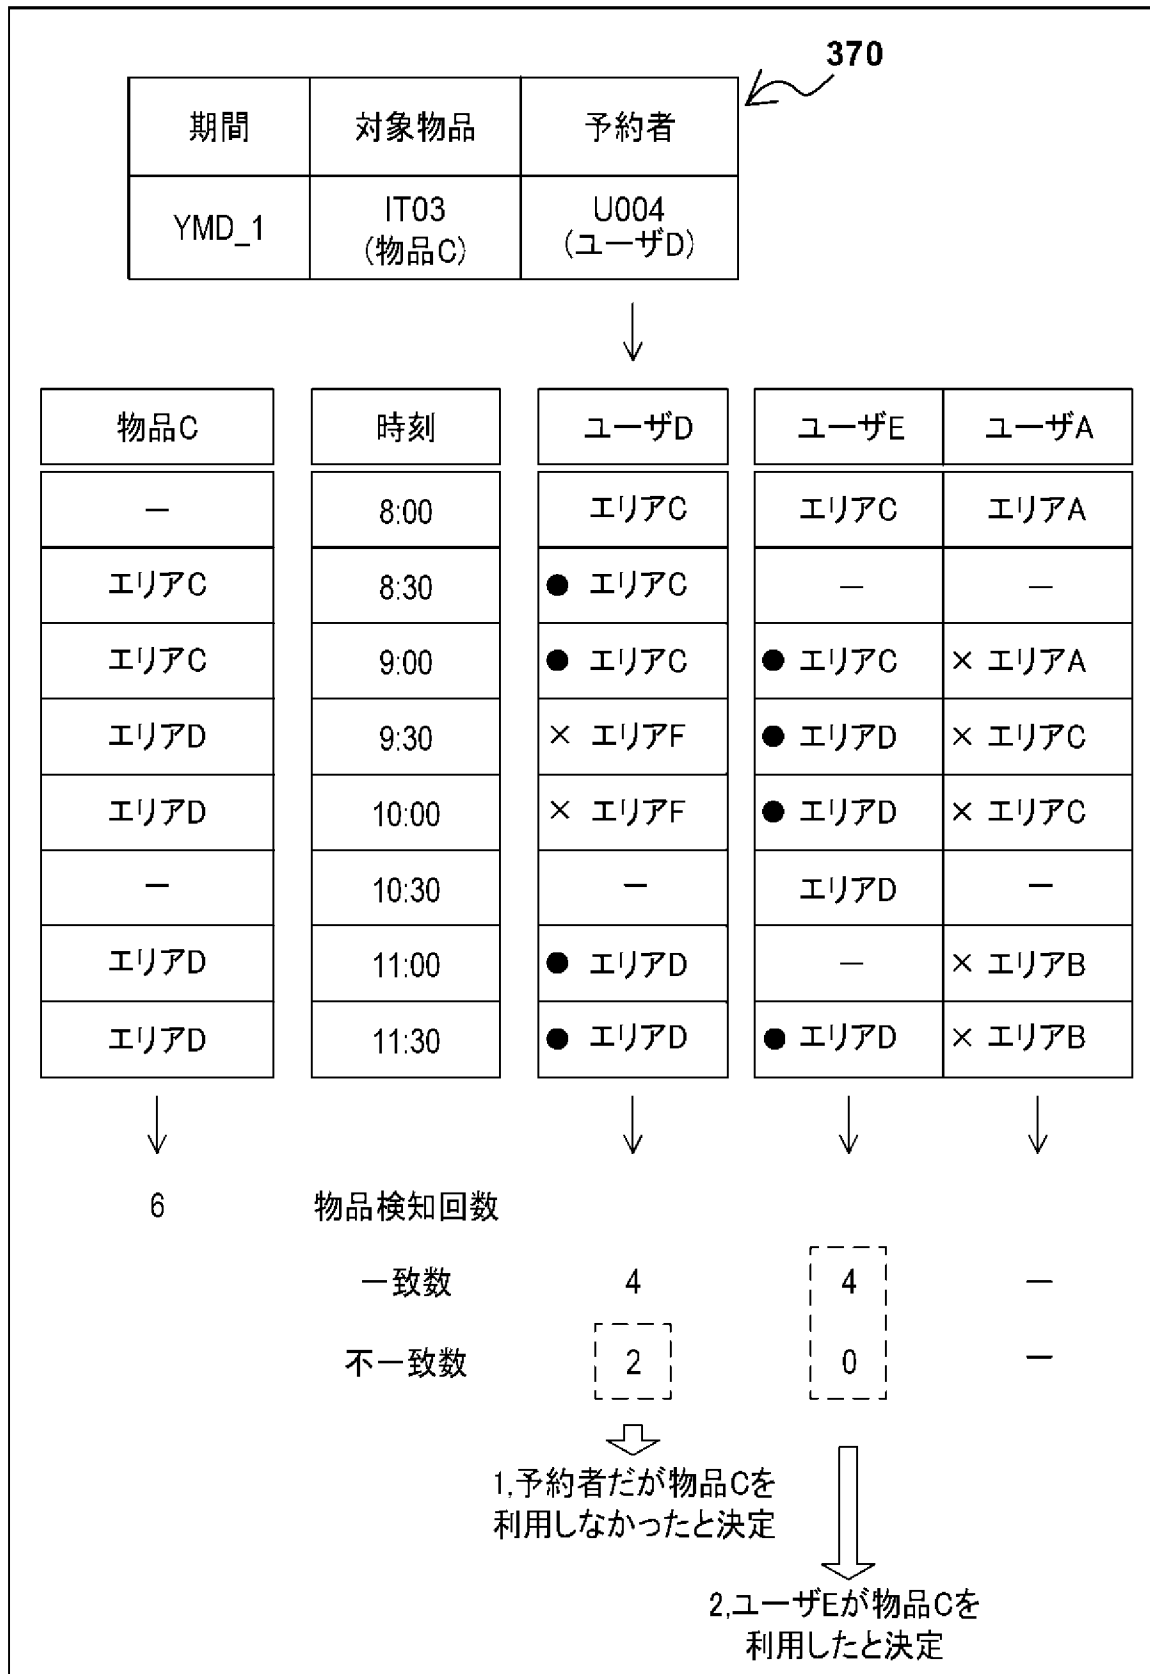 370
期間 対象物品 予約者
YMD_1 IT03 U004
(物品C) (ユーザD)
物品C 時刻 ユーザD ユーザE ユーザA
― 8:00 エリアC エリアC エリアA
エリアC 8:30 ● エリアC ― ―
エリアC 9:00 ● エリアC ● エリアC × エリアA
エリアD 9:30 × エリアF ● エリアD × エリアC
エリアD 10:00 × エリアF ● エリアD × エリアC
― 10:30 ― エリアD ―
エリアD 11:00 ● エリアD ― × エリアB
エリアD 11:30 ● エリアD ● エリアD × エリアB
6 物品検知回数
一致数 4 4 ―
不一致数 2 0 ―
1,予約者だが物品Cを
利用しなかったと決定
2,ユーザEが物品Cを
利用したと決定